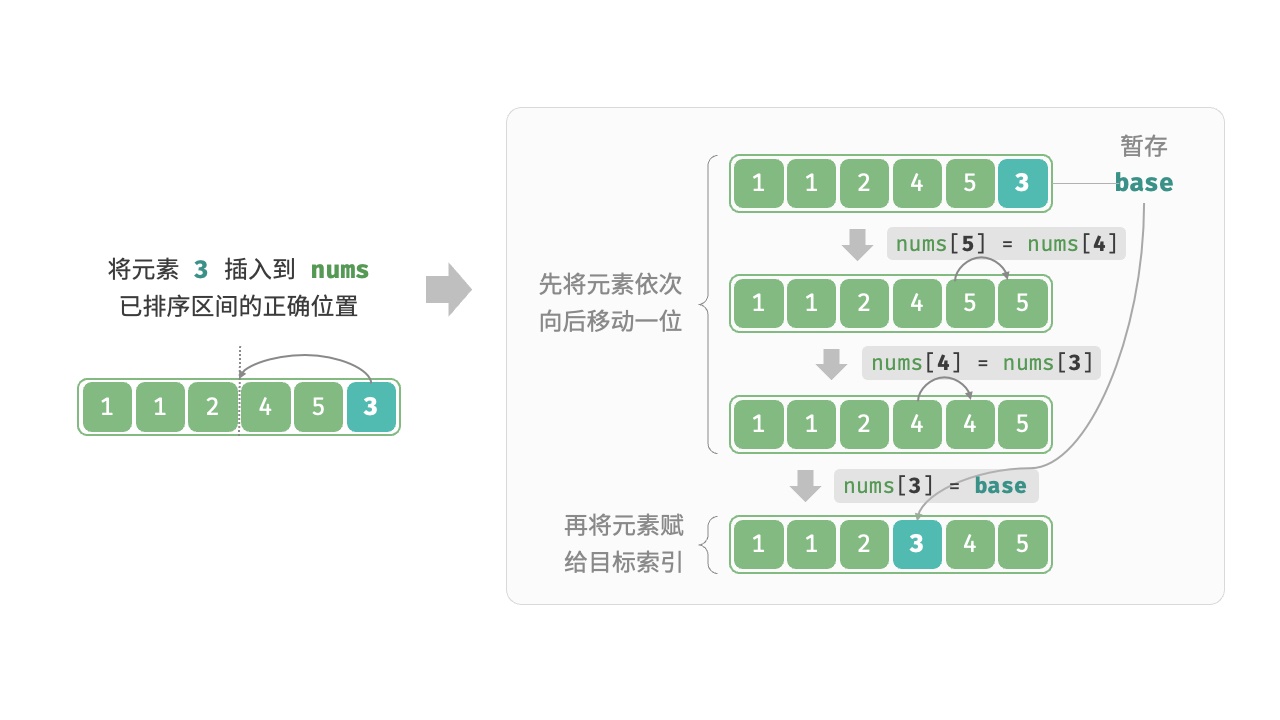 将元素 3 插入到 nums
已排序区间的正确位置
1 1 2 4 5 3
暂存
base
1 1 2 4 5 3
nums[5] = nums[4]
先将元素依次
向后移动一位
1 1 2 4 5 5
nums[4] = nums[3]
1 1 2 4 4 5
nums[3] = base
再将元素赋
给目标索引
1 1 2 3 4 5